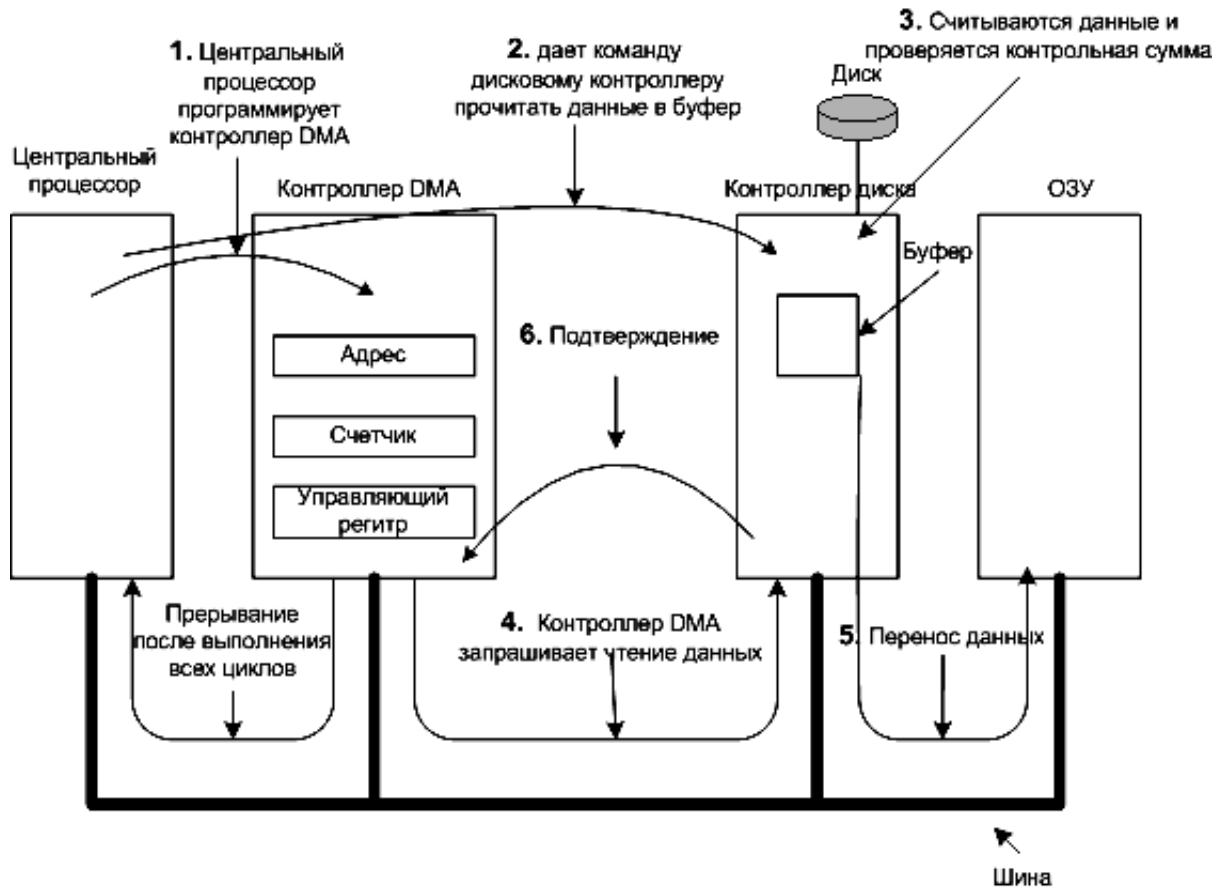 1. Центральный
процессор
программирует
контроллер DMA
2. дает команду
дисковому контроллеру
прочитать данные в буфер
3. Считываются данные и
проверяется контрольная сумма
Диск
Центральный
процессор
Контроллер DMA
Контроллер диска
ОЗУ
Буфер
6. Подтверждение
Адрес
Счетчик
Управляющий
регитр
Прерывание
после выполнения
всех циклов
4. Контроллер DMA
запрашивает чтение данных
5. Перенос данных
Шина